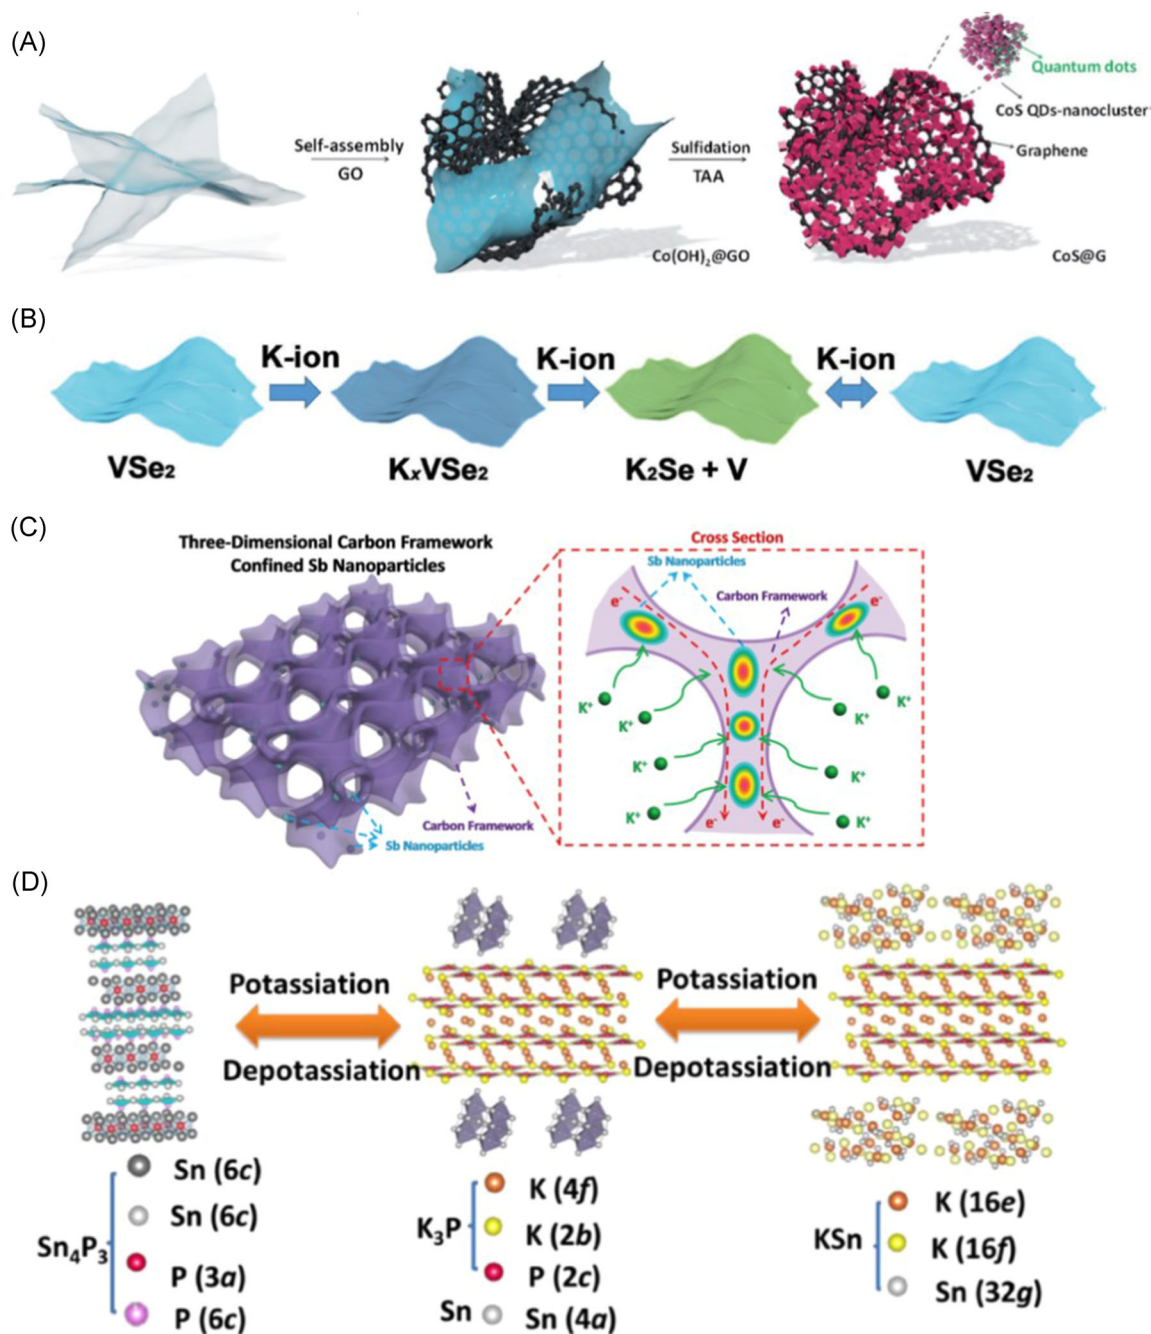 (A)
Quantum dots
CoS QDs-nanocluster
Graphene
Self-assembly
GO
Sulfidation
TAA
Co(OH)₂@GO
CoS@G
(B)
K-ion
K-ion
K-ion
VSe₂
KₓVSe₂
K₂Se + V
VSe₂
(C)
Three-Dimensional Carbon Framework
Confined Sb Nanoparticles
Cross Section
Sb Nanoparticles
Carbon Framework
e⁻
e⁻
K⁺
K⁺
K⁺
K⁺
K⁺
K⁺
K⁺
K⁺
e⁻
e⁻
Carbon Framework
Sb Nanoparticles
(D)
Potassiation
Depotassiation
Potassiation
Depotassiation
Sn₄P₃
Sn (6c)
Sn (6c)
P (3a)
P (6c)
K₃P
K (4f)
K (2b)
P (2c)
Sn
Sn (4a)
KSn
K (16e)
K (16f)
Sn (32g)